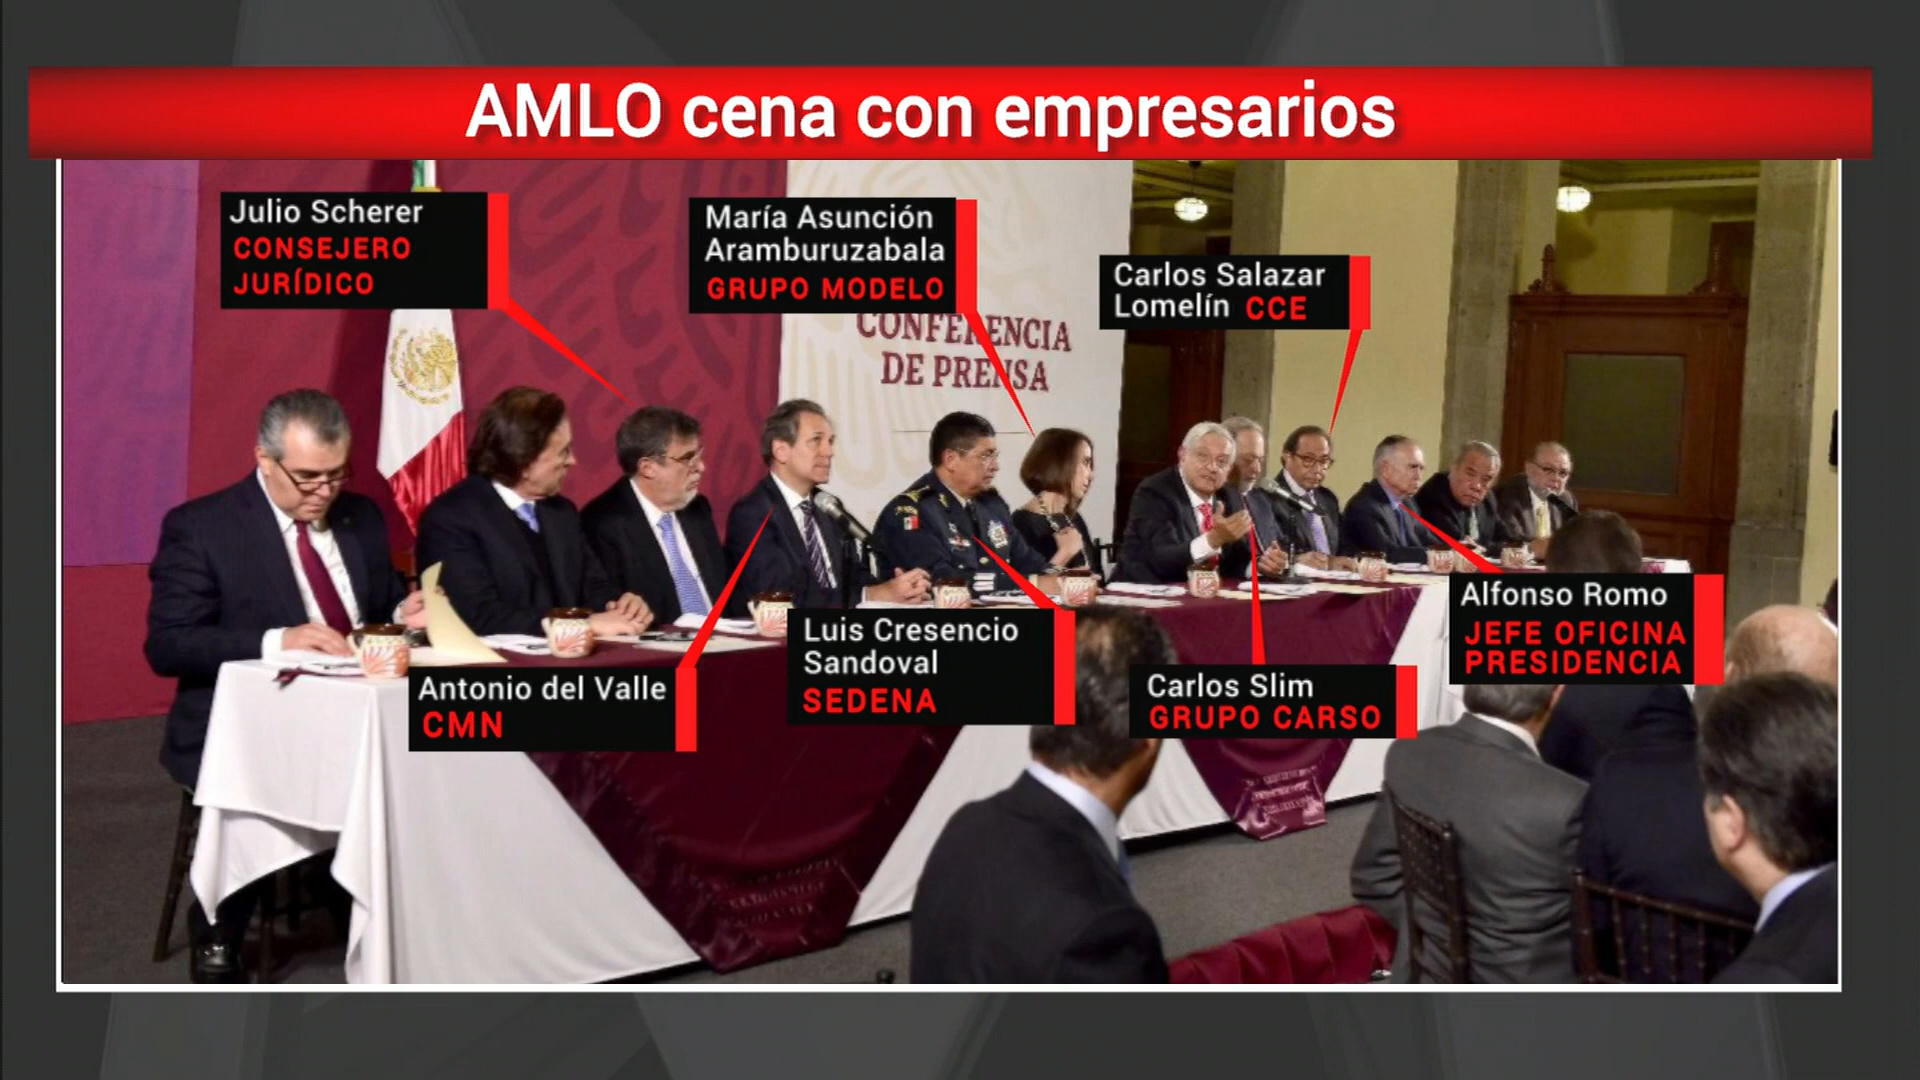 AMLO cena con empresarios
Julio Scherer
CONSEJERO
JURÍDICO
María Asunción
Aramburuzabala
GRUPO MODELO
Carlos Salazar
Lomelín CCE
CONFERENCIA
DE PRENSA
Alfonso Romo
JEFE OFICINA
PRESIDENCIA
Luis Cresencio
Sandoval
SEDENA
Antonio del Valle
CMN
Carlos Slim
GRUPO CARSO